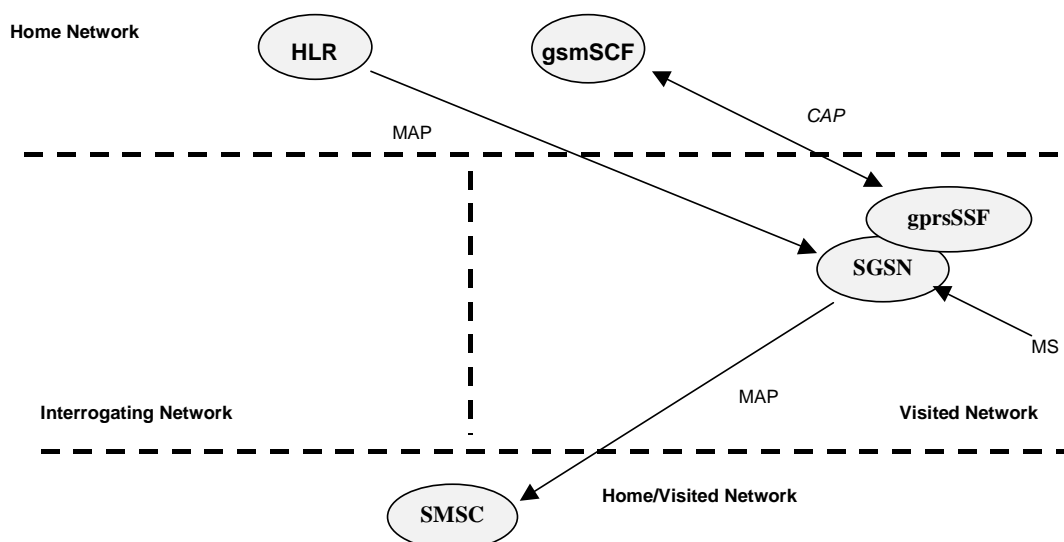 Home Network
HLR
gsmSCF
CAP
MAP
gprsSSF
SGSN
MS
MAP
Interrogating Network
Visited Network
Home/Visited Network
SMSC